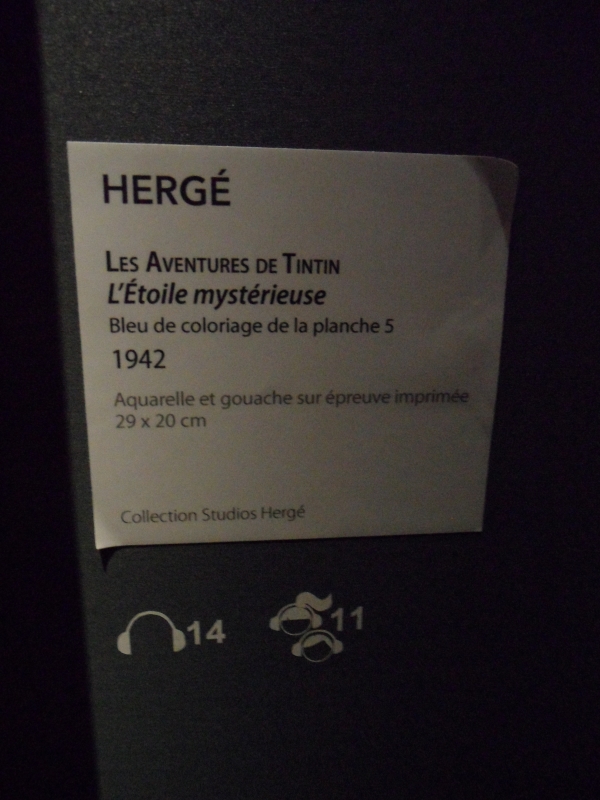 HERGÉ
LES AVENTURES DE TINTIN
L'Étoile mystérieuse
Bleu de coloriage de la planche 5
1942
Aquarelle et gouache sur épreuve imprimée
29 x 20 cm
Collection Studios Hergé
14 11